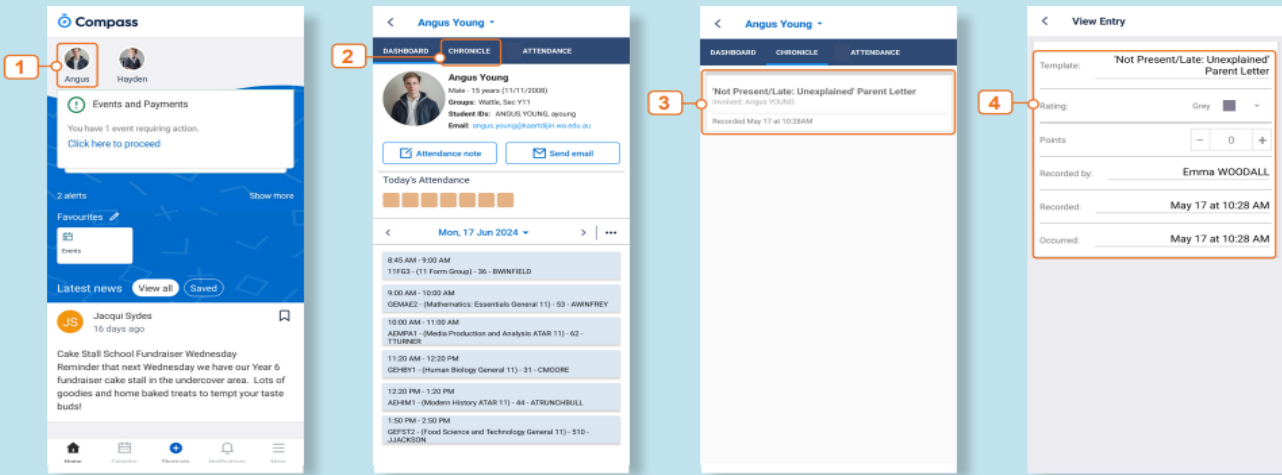 Compass
1
Angus
Hayden
Events and Payments
You have 1 event requiring action.
Click here to proceed
2 alerts
Show more
Favourites
Events
Latest news
View all
Saved
JS
Jacqui Sydes
16 days ago
Cake Stall School Fundraiser Wednesday
Reminder that next Wednesday we have our Year 6
fundraiser cake stall in the undercover area. Lots of
goodies and home baked treats to tempt your taste
buds!
Home
Calendar
Shortcuts
Notifications
More
Angus Young
2
DASHBOARD
CHRONICLE
ATTENDANCE
Angus Young
Male - 15 years (11/11/2008)
Groups: Wattle, Sec Y11
Student IDs: ANGUS.YOUNG, ayoung
Email: angus.young@kaartdijin.wa.edu.au
Attendance note
Send email
Today's Attendance
Mon, 17 Jun 2024
8:45 AM - 9:00 AM
11FG3 - (11 Form Group) - 36 - BWINFIELD
9:00 AM - 10:00 AM
GEMAE2 - (Mathematics: Essentials General 11) - 53 - AWINFREY
10:00 AM - 11:00 AM
AEMPA1 - (Media Production and Analysis ATAR 11) - 62 -
TTURNER
11:20 AM - 12:20 PM
GEHBY1 - (Human Biology General 11) - 31 - CMOORE
12:20 PM - 1:20 PM
AEHIM1 - (Modern History ATAR 11) - 44 - ATRUNCHBULL
1:50 PM - 2:50 PM
GEFST2 - (Food Science and Technology General 11) - 510 -
JJACKSON
Angus Young
DASHBOARD
CHRONICLE
ATTENDANCE
3
'Not Present/Late: Unexplained' Parent Letter
Involved: Angus YOUNG
Recorded May 17 at 10:28AM
View Entry
4
Template:
'Not Present/Late: Unexplained'
Parent Letter
Rating:
Grey
Points
0
Recorded by:
Emma WOODALL
Recorded:
May 17 at 10:28 AM
Occurred:
May 17 at 10:28 AM